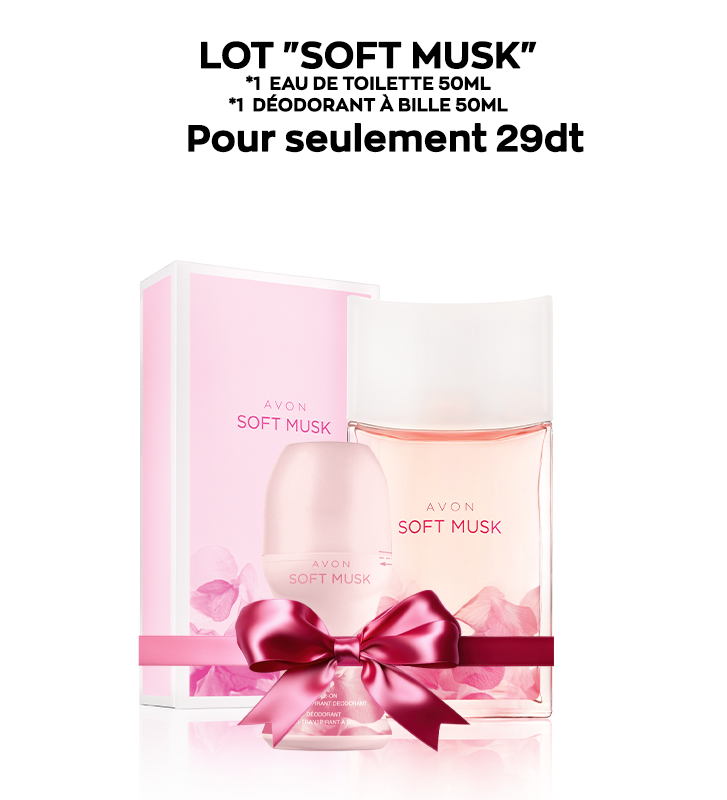 LOT "SOFT MUSK"
*1 EAU DE TOILETTE 50ML
*1 DÉODORANT À BILLE 50ML
Pour seulement 29dt
AVON
SOFT MUSK
AVON
SOFT MUSK
AVON
SOFT MUSK
DEODORANT
DÉODORANT